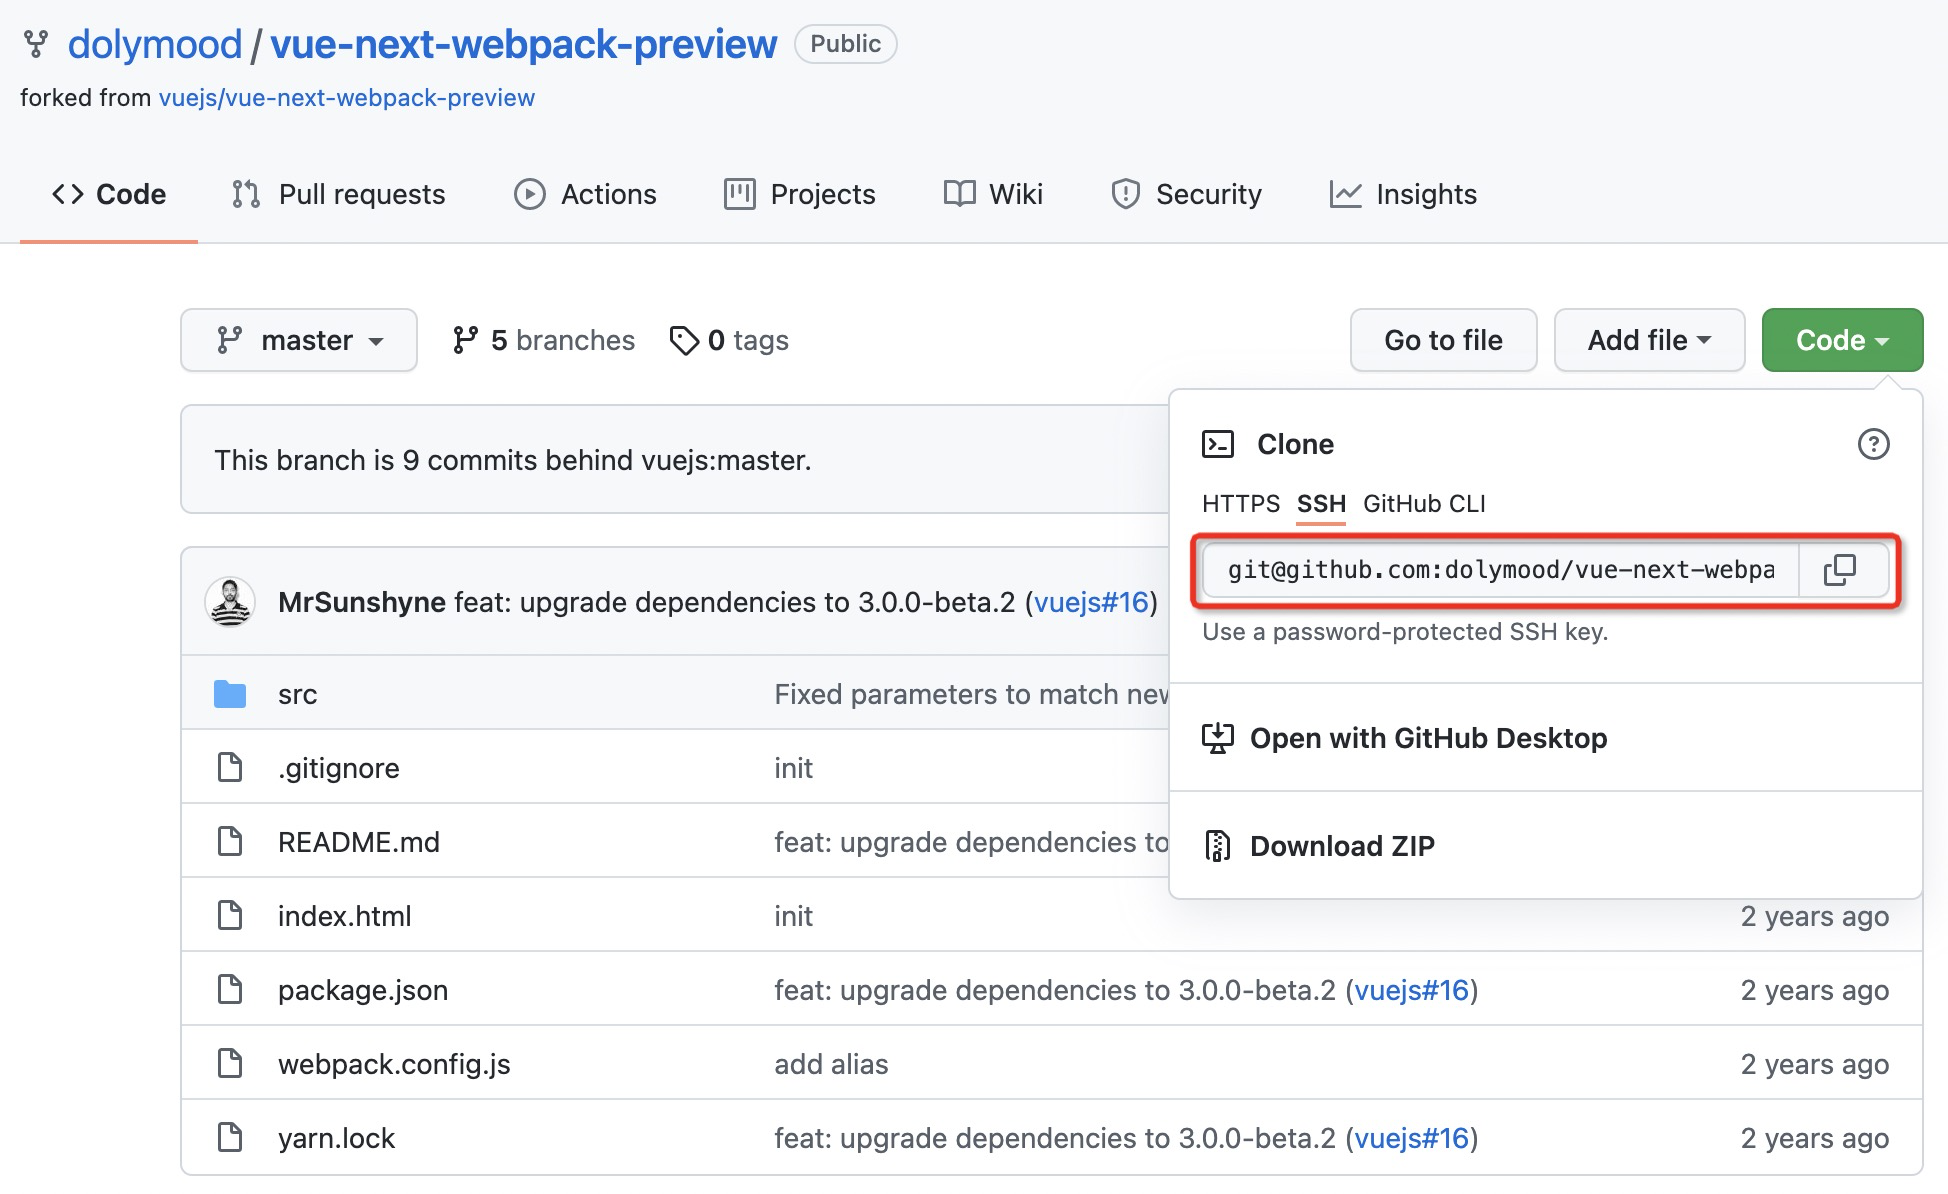 dolymood / vue-next-webpack-preview Public
forked from vuejs/vue-next-webpack-preview
Code Pull requests Actions Projects Wiki Security Insights
master 5 branches 0 tags Go to file Add file Code
This branch is 9 commits behind vuejs:master.
Clone
HTTPS SSH GitHub CLI
git@github.com:dolymood/vue-next-webpa
Use a password-protected SSH key.
Open with GitHub Desktop
Download ZIP
MrSunshyne feat: upgrade dependencies to 3.0.0-beta.2 (vuejs#16)
src Fixed parameters to match new
.gitignore init
README.md feat: upgrade dependencies to
index.html init 2 years ago
package.json feat: upgrade dependencies to 3.0.0-beta.2 (vuejs#16) 2 years ago
webpack.config.js add alias 2 years ago
yarn.lock feat: upgrade dependencies to 3.0.0-beta.2 (vuejs#16) 2 years ago